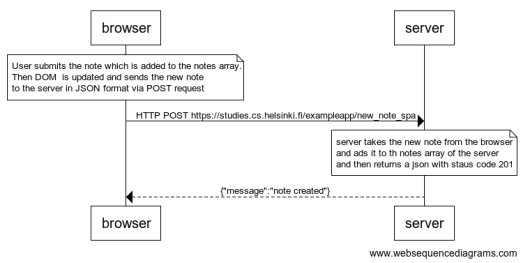 browser
server
User submits the note which is added to the notes array.
Then DOM is updated and sends the new note
to the server in JSON format via POST request
HTTP POST https://studies.cs.helsinki.fi/exampleapp/new_note_spa
server takes the new note from the browser
and ads it to th notes array of the server
and then returns a json with staus code 201
{"message":"note created"}
browser
server
www.websequencediagrams.com